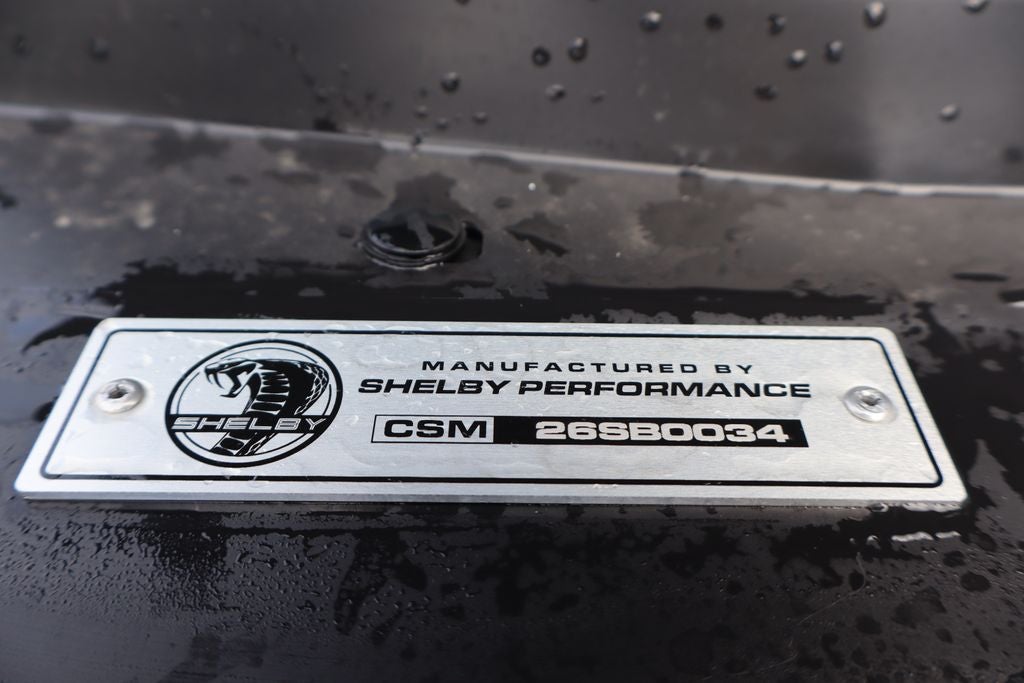 MANUFACTURED BY
SHELBY PERFORMANCE
SHELBY
CSM 26SB0034